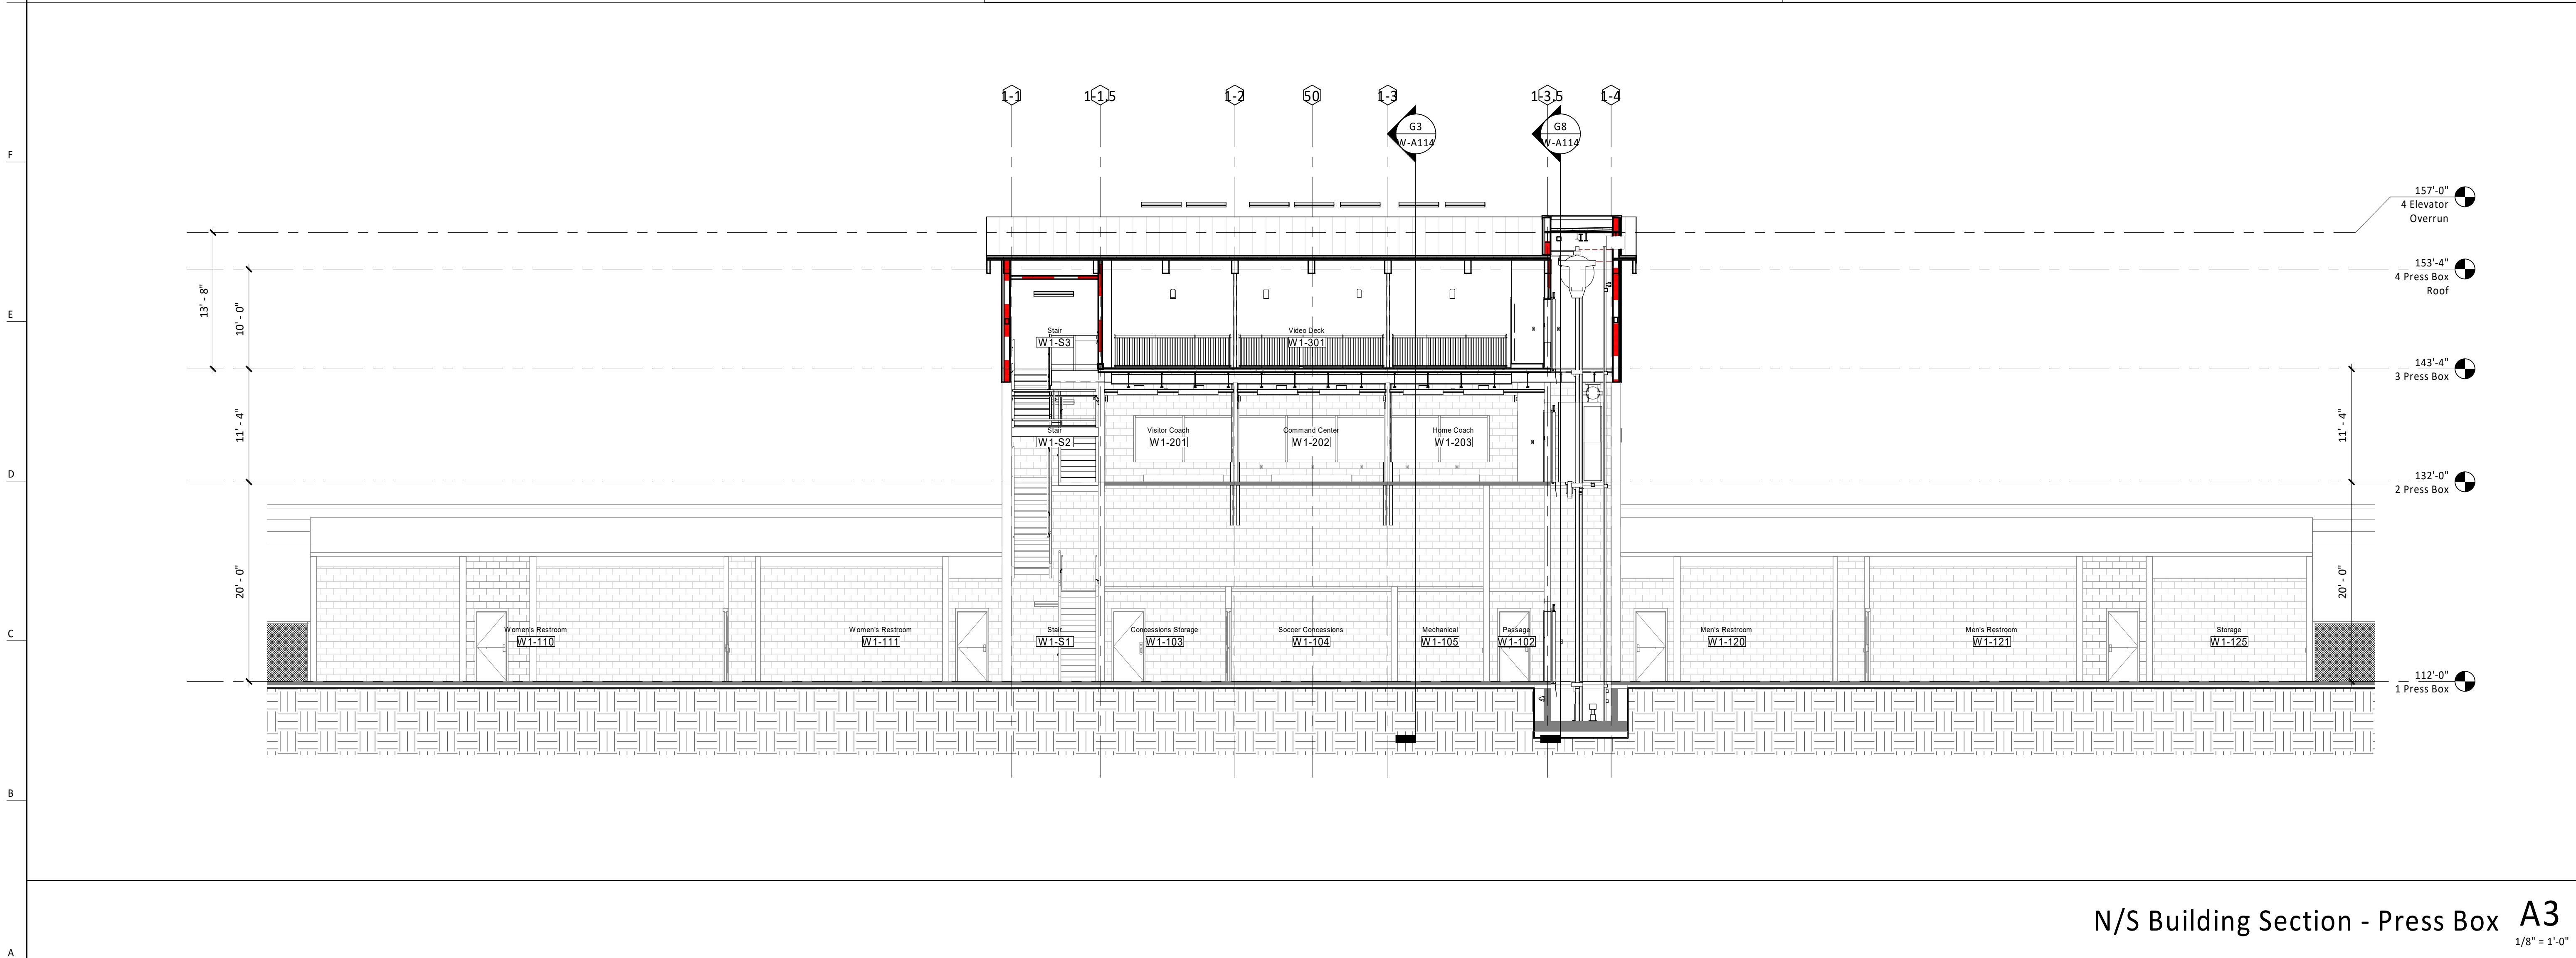 1-1
1-1.5
1-2
50
1-3
1-3.5
1-4
G3
W-A114
G8
W-A114
F
E
D
C
B
A
157'-0"
4 Elevator
Overrun
153'-4"
4 Press Box
Roof
143'-4"
3 Press Box
132'-0"
2 Press Box
112'-0"
1 Press Box
13' - 8"
10' - 0"
11' - 4"
20' - 0"
11' - 4"
20' - 0"
Stair
W1-S3
Video Deck
W1-301
Stair
W1-S2
Visitor Coach
W1-201
Command Center
W1-202
Home Coach
W1-203
Women's Restroom
W1-110
Women's Restroom
W1-111
Stair
W1-S1
Concessions Storage
W1-103
Soccer Concessions
W1-104
Mechanical
W1-105
Passage
W1-102
Men's Restroom
W1-120
Men's Restroom
W1-121
Storage
W1-125
N/S Building Section - Press Box
A3
1/8" = 1'-0"